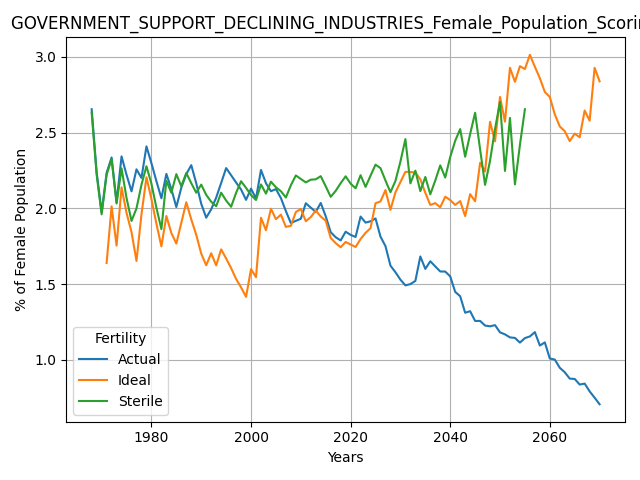 GOVERNMENT_SUPPORT_DECLINING_INDUSTRIES_Female_Population_Scorin
3.0
2.5
2.0
1.5
1.0
% of Female Population
Fertility
Actual
Ideal
Sterile
1980
2000
2020
2040
2060
Years